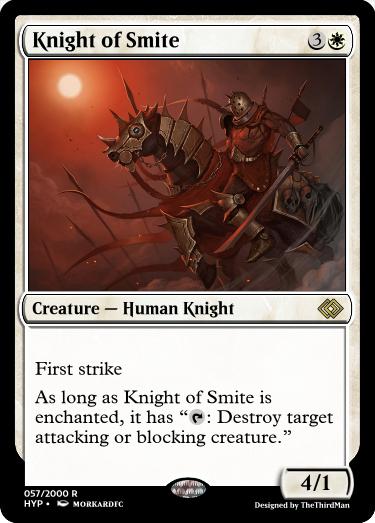 Knight of Smite 3
Creature — Human Knight
First strike
As long as Knight of Smite is
enchanted, it has “: Destroy target
attacking or blocking creature.”
4/1
057/2000 R
HYP • MORKARDFC
Designed by TheThirdMan